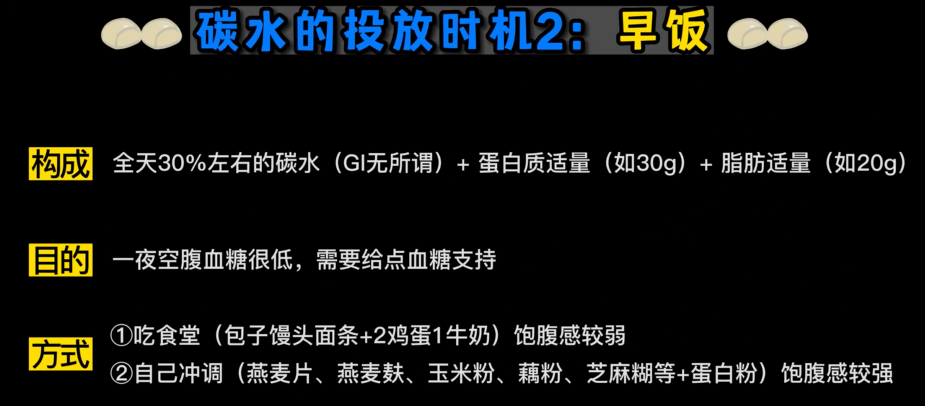 碳水的投放时机2：早饭
构成 全天30%左右的碳水（GI无所谓）+ 蛋白质适量（如30g）+ 脂肪适量（如20g）
目的 一夜空腹血糖很低，需要给点血糖支持
方式 ①吃食堂（包子馒头面条+2鸡蛋1牛奶）饱腹感较弱
②自己冲调（燕麦片、燕麦麸、玉米粉、藕粉、芝麻糊等+蛋白粉）饱腹感较强